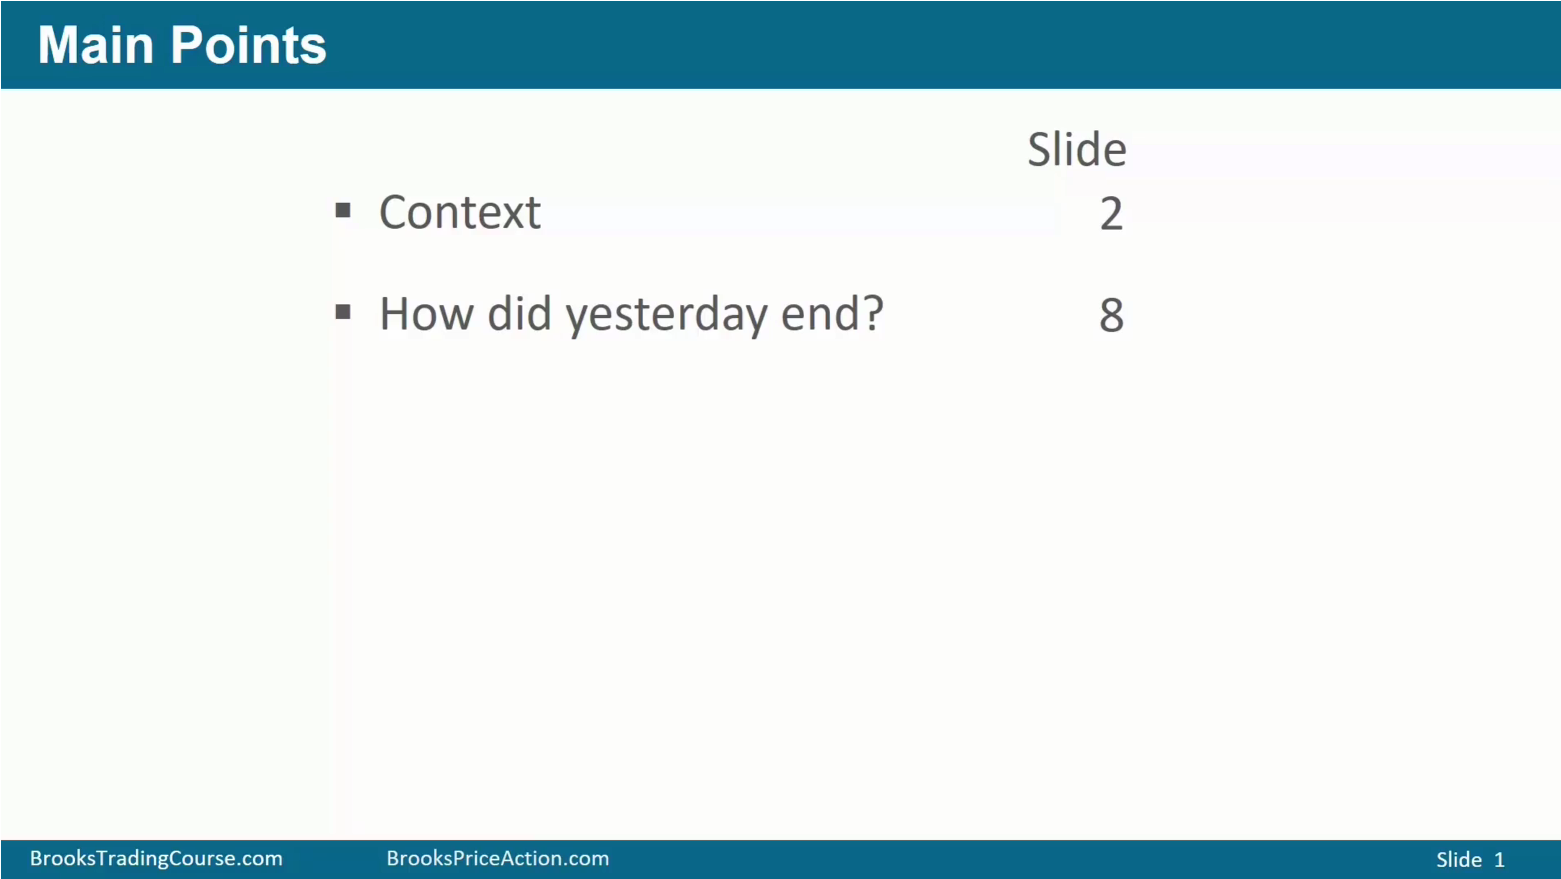 Main Points
Slide
▪ Context 2
▪ How did yesterday end? 8
BrooksTradingCourse.com BrooksPriceAction.com Slide 1